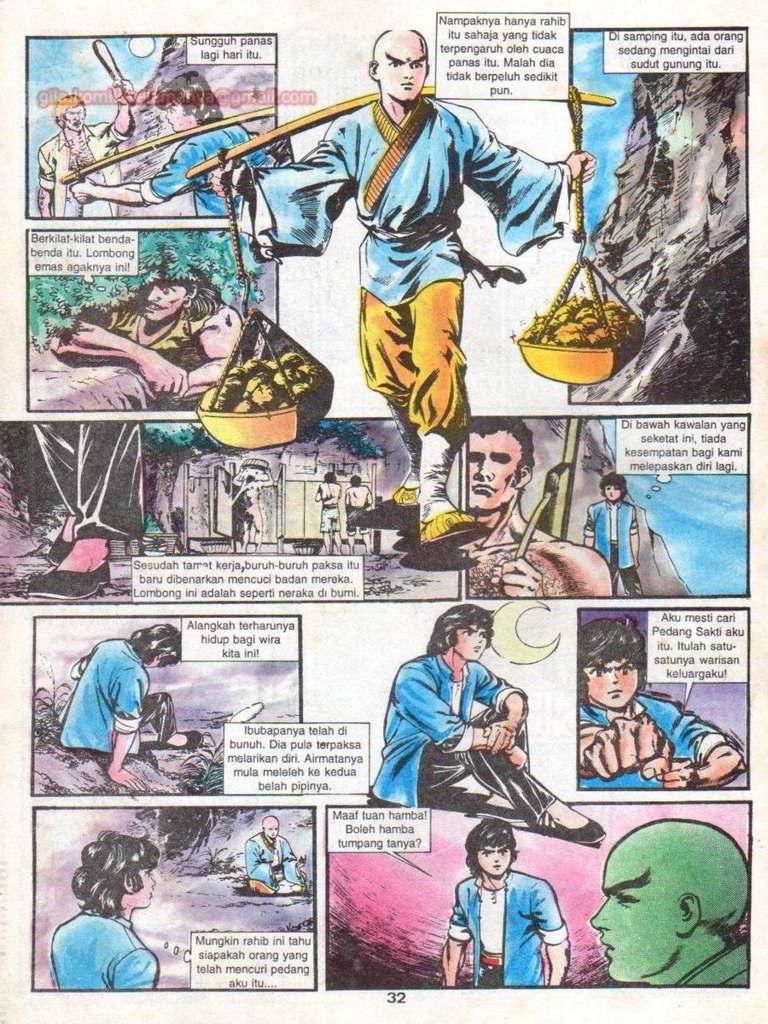 Sungguh panas
lagi hari itu.
Nampaknya hanya rahib
itu sahaja yang tidak
terpengaruh oleh cuaca
panas itu. Malah dia
tidak berpeluh sedikit
pun.
Di samping itu, ada orang
sedang mengintai dari
sudut gunung itu.
Berkilat-kilat benda-
benda itu. Lombong
emas agaknya ini!
Sesudah tamat kerja, buruh-buruh paksa itu
baru dibenarkan mencuci badan mereka.
Lombong ini adalah seperti neraka di bumi.
Di bawah kawalan yang
seketat ini, tiada
kesempatan bagi kami
melepaskan diri lagi.
Alangkah terharunya
hidup bagi wira
kita ini!
Ibubapanya telah di
bunuh. Dia pula terpaksa
melarikan diri. Airmatanya
mula meleleh ke kedua
belah pipinya.
Aku mesti cari
Pedang Sakti aku
itu. Itulah satu-
satunya warisan
keluargaku!
Mungkin rahib ini tahu
siapakah orang yang
telah mencuri pedang
aku itu....
Maaf tuan hamba!
Boleh hamba
tumpang tanya?
32